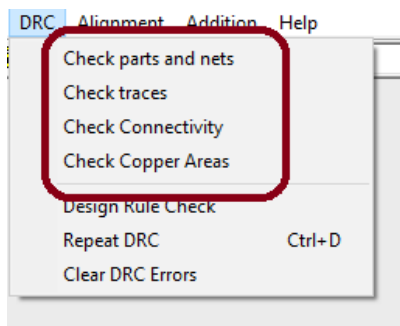 DRC Alignment Addition Help
Check parts and nets
Check traces
Check Connectivity
Check Copper Areas
Design Rule Check
Repeat DRC Ctrl+D
Clear DRC Errors